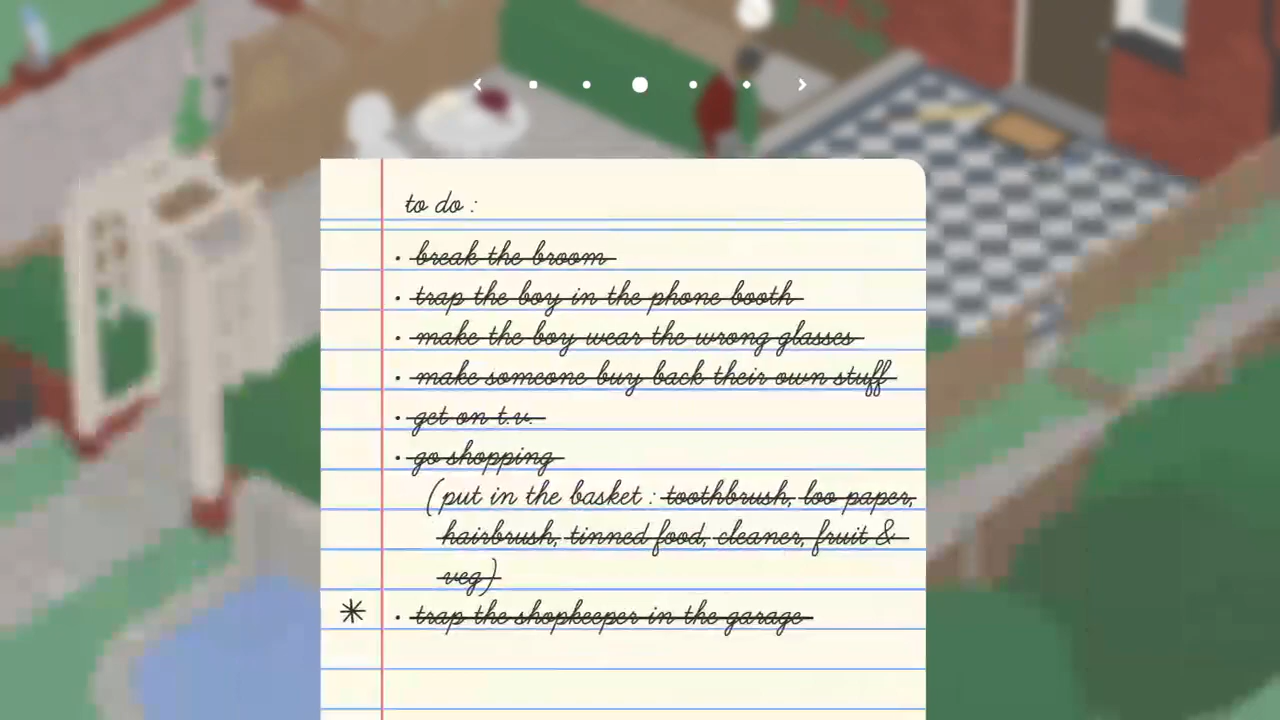 to do :
• break the broom
• trap the boy in the phone booth
• make the boy wear the wrong glasses
• make someone buy back their own stuff
• get on t.v.
• go shopping
(put in the basket : toothbrush, loo paper,
hairbrush, tinned food, cleaner, fruit &
veg)
* • trap the shopkeeper in the garage